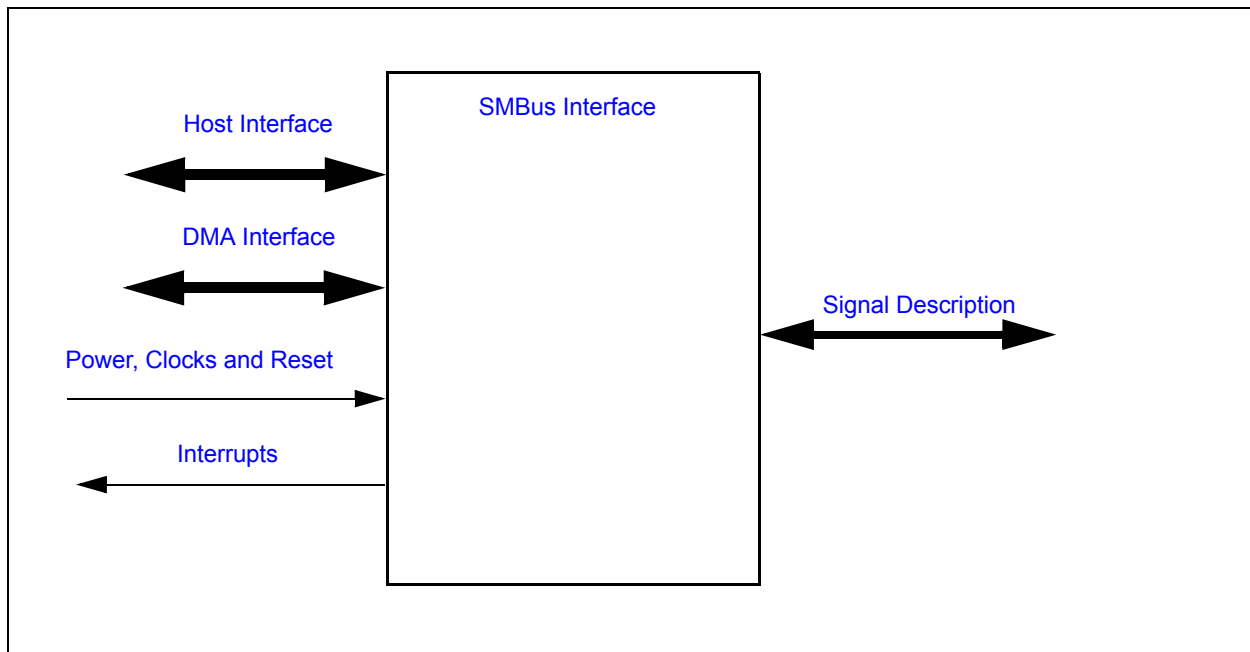 SMBus Interface
Host Interface
DMA Interface
Signal Description
Power, Clocks and Reset
Interrupts